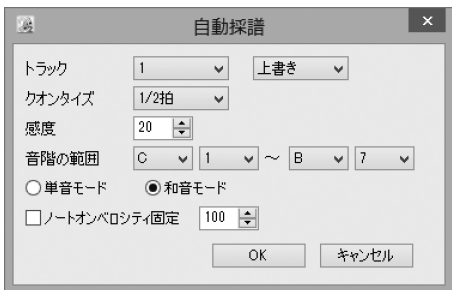 自動採譜
トラック 1 上書き
クオンタイズ 1/2拍
感度 20
音階の範囲 C 1 ～ B 7
単音モード 和音モード
ノートオンベロシティ固定 100
OK キャンセル